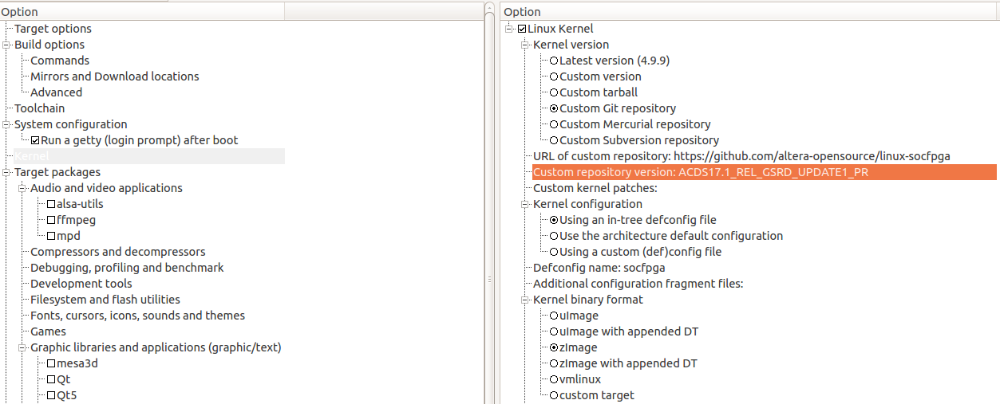 Option
Target options
Build options
Commands
Mirrors and Download locations
Advanced
Toolchain
System configuration
Run a getty (login prompt) after boot
Kernel
Target packages
Audio and video applications
alsa-utils
ffmpeg
mpd
Compressors and decompressors
Debugging, profiling and benchmark
Development tools
Filesystem and flash utilities
Fonts, cursors, icons, sounds and themes
Games
Graphic libraries and applications (graphic/text)
mesa3d
Qt
Qt5
Option
Linux Kernel
Kernel version
Latest version (4.9.9)
Custom version
Custom tarball
Custom Git repository
Custom Mercurial repository
Custom Subversion repository
URL of custom repository: https://github.com/altera-opensource/linux-socfpga
Custom repository version: ACDS17.1_REL_GSRD_UPDATE1_PR
Custom kernel patches:
Kernel configuration
Using an in-tree defconfig file
Use the architecture default configuration
Using a custom (def)config file
Defconfig name: socfpga
Additional configuration fragment files:
Kernel binary format
uImage
uImage with appended DT
zImage
zImage with appended DT
vmlinux
custom target